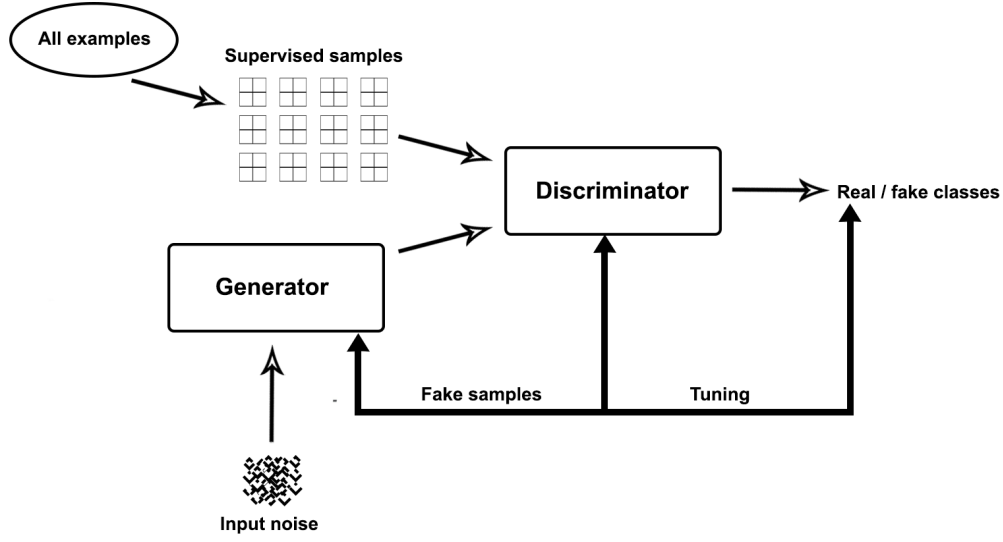 All examples
Supervised samples
Discriminator
Real / fake classes
Generator
Fake samples
Tuning
Input noise